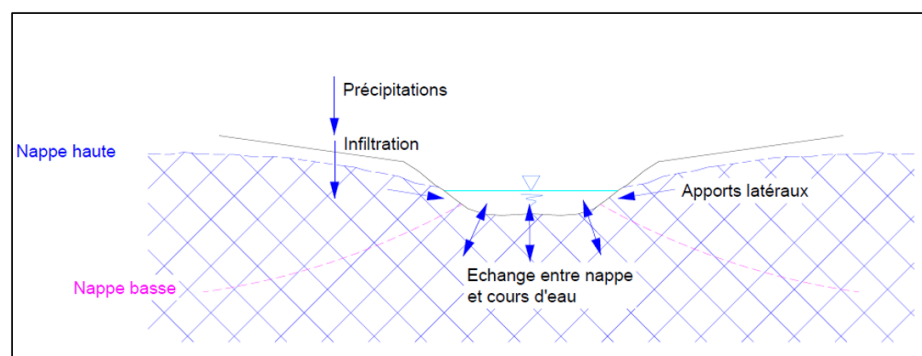 Précipitations
Nappe haute
Infiltration
Apports latéraux
Nappe basse
Echange entre nappe
et cours d'eau